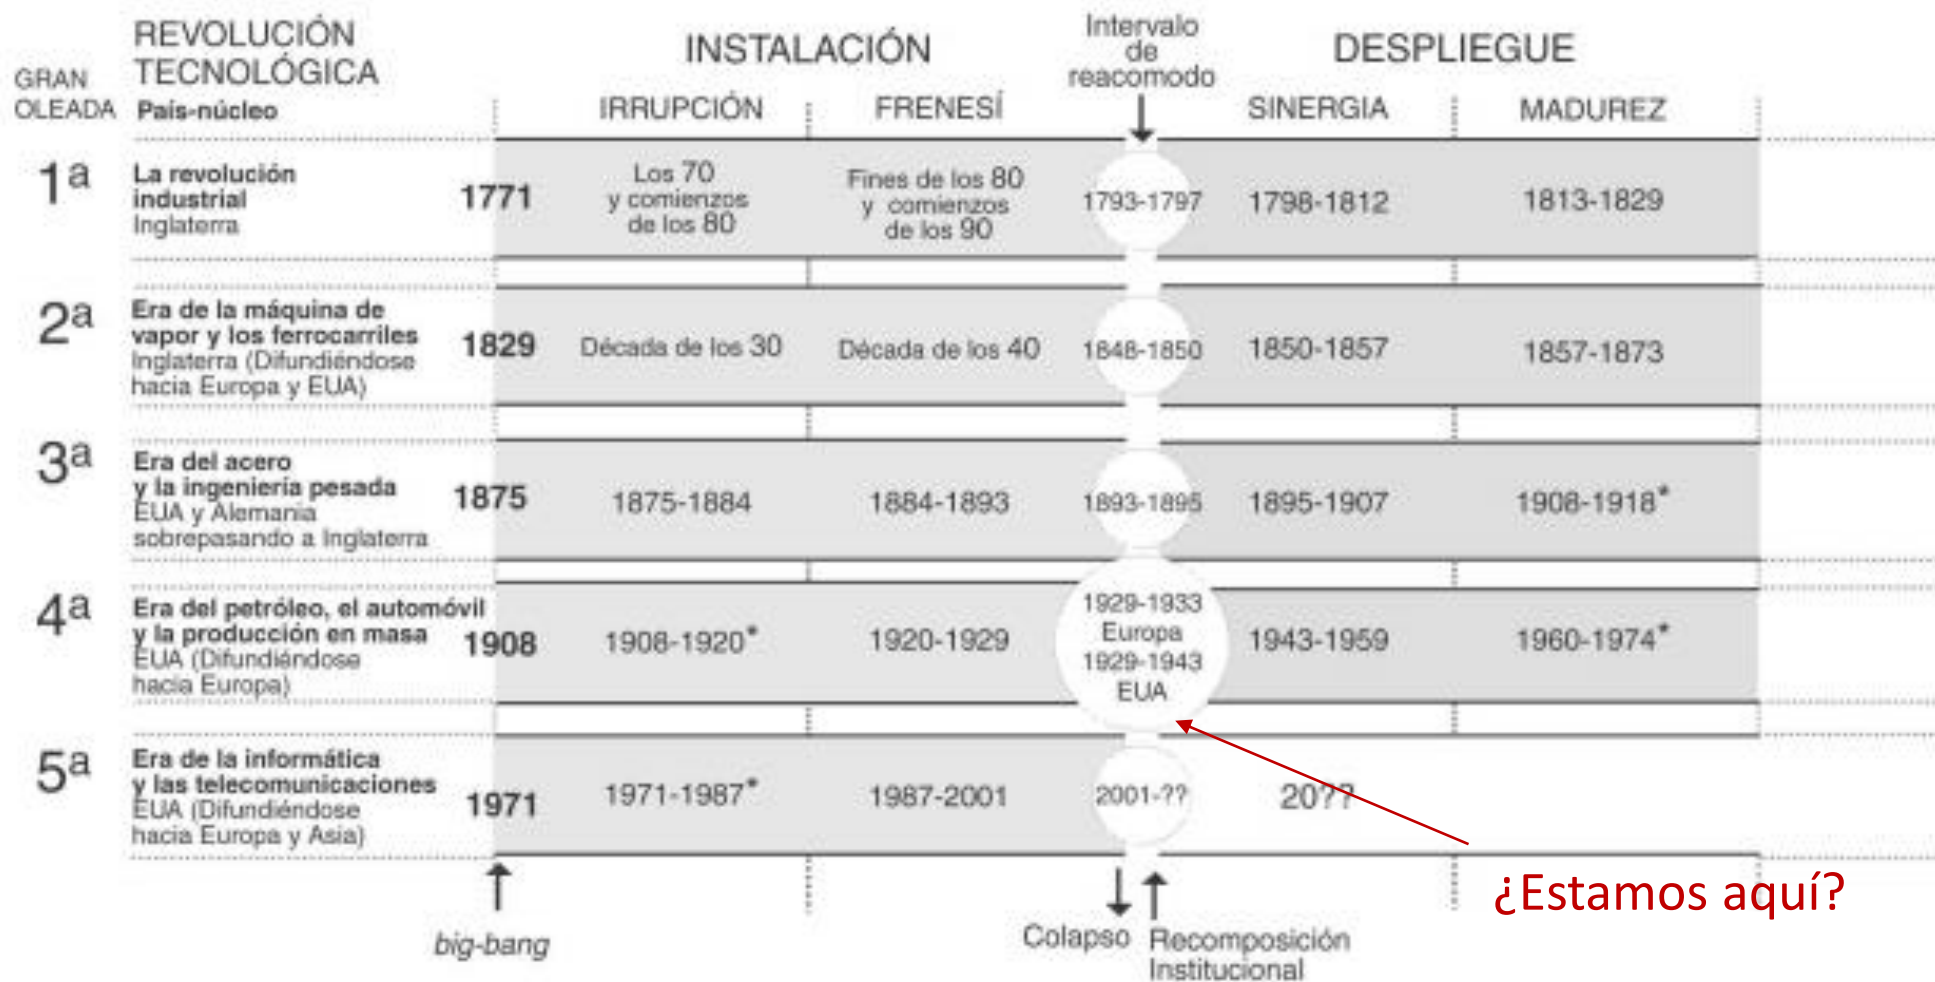 GRAN
OLEADA
REVOLUCIÓN
TECNOLÓGICA
País-núcleo
INSTALACIÓN
IRRUPCIÓN
FRENESÍ
Intervalo
de
reacomodo
DESPLIEGUE
SINERGIA
MADUREZ
1ª
La revolución
industrial
Inglaterra
1771
Los 70
y comienzos
de los 80
Fines de los 80
y comienzos
de los 90
1793-1797
1798-1812
1813-1829
2ª
Era de la máquina de
vapor y los ferrocarriles
Inglaterra (Difundiéndose
hacia Europa y EUA)
1829
Década de los 30
Década de los 40
1848-1850
1850-1857
1857-1873
3ª
Era del acero
y la ingeniería pesada
EUA y Alemania
sobrepasando a Inglaterra
1875
1875-1884
1884-1893
1893-1895
1895-1907
1908-1918*
4ª
Era del petróleo, el automóvil
y la producción en masa
EUA (Difundiéndose
hacia Europa)
1908
1908-1920*
1920-1929
1929-1933
Europa
1929-1943
EUA
1943-1959
1960-1974*
5ª
Era de la informática
y las telecomunicaciones
EUA (Difundiéndose
hacia Europa y Asia)
1971
1971-1987*
1987-2001
2001-??
20??
¿Estamos aquí?
big-bang
Colapso
Recomposición
Institucional